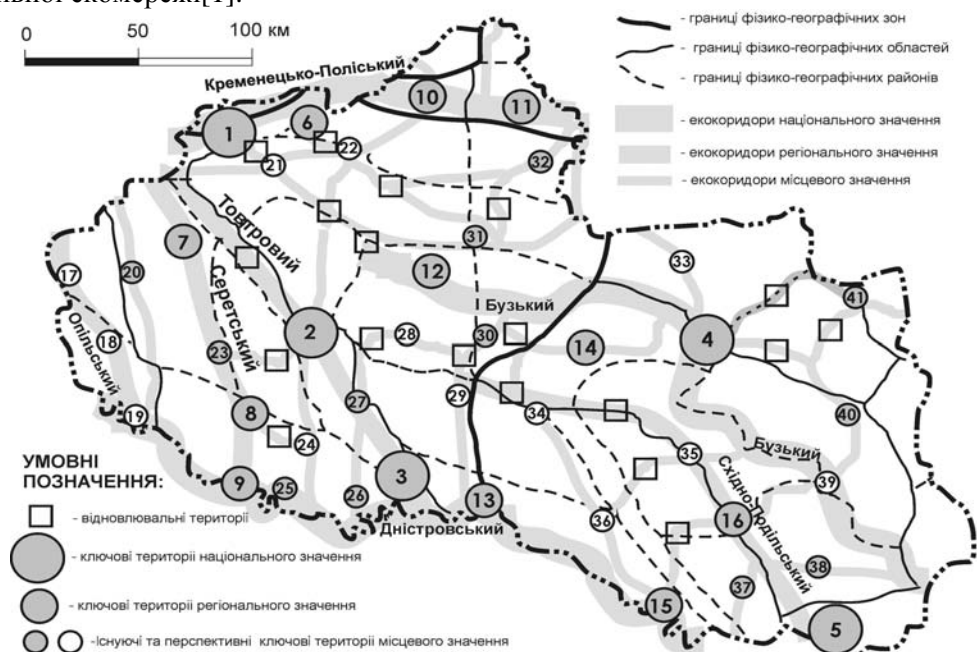 льної екомережі[1].
0 50 100 км
- границі фізико-географічних зон
- границі фізико-географічних областей
- границі фізико-географічних районів
- екокоридори національного значення
- екокоридори регіонального значення
- екокоридори місцевого значення
Кременецько-Поліський
10
11
1
6
21
22
32
Товтровий
7
31
33
17
20
12
41
Серетський
Бузький
Опільський
2
28
30
4
18
23
14
27
29
19
8
34
40
24
35
Бузький
УМОВНІ
ПОЗНАЧЕННЯ:
3
39
9
25
26
13
Східно-Подільський
Дністровський
36
16
- відновлювальні території
- ключові території національного значення
38
37
15
- ключові території регіонального значення
5
-існуючі та перспективні ключові території місцевого значення